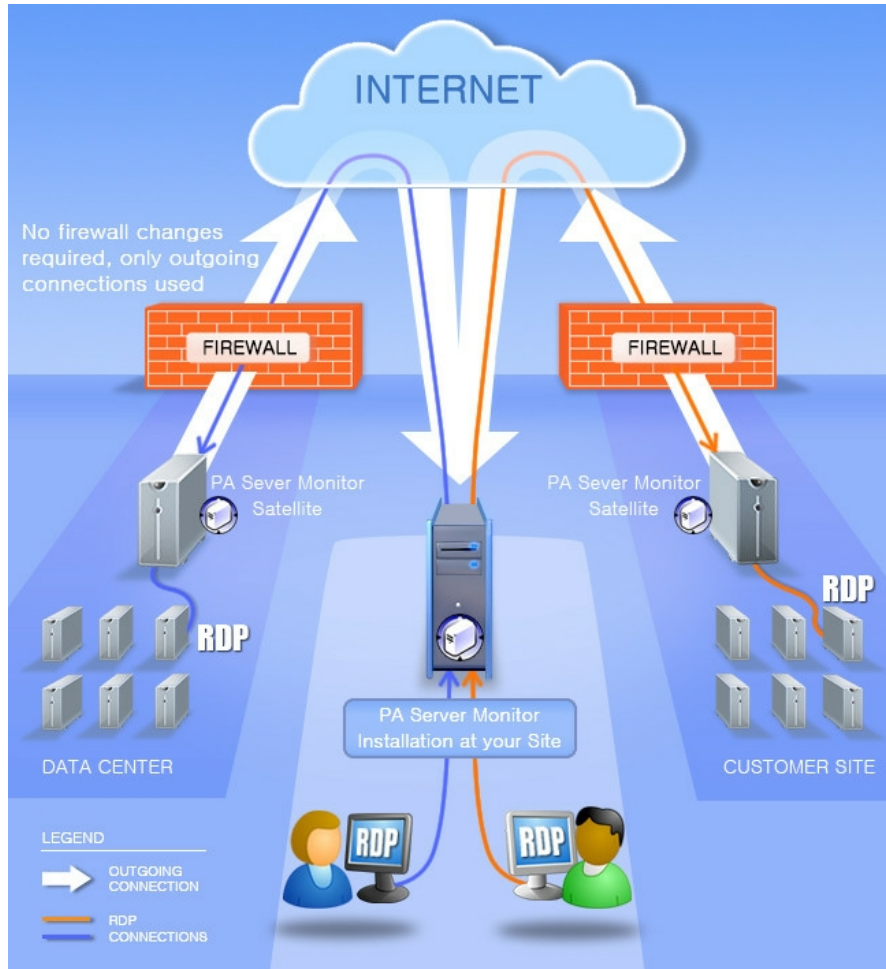 INTERNET
No firewall changes
required, only outgoing
connections used
FIREWALL
FIREWALL
PA Sever Monitor
Satellite
PA Sever Monitor
Satellite
RDP
RDP
PA Server Monitor
Installation at your Site
DATA CENTER
CUSTOMER SITE
RDP
RDP
LEGEND
OUTGOING
CONNECTION
RDP
CONNECTIONS